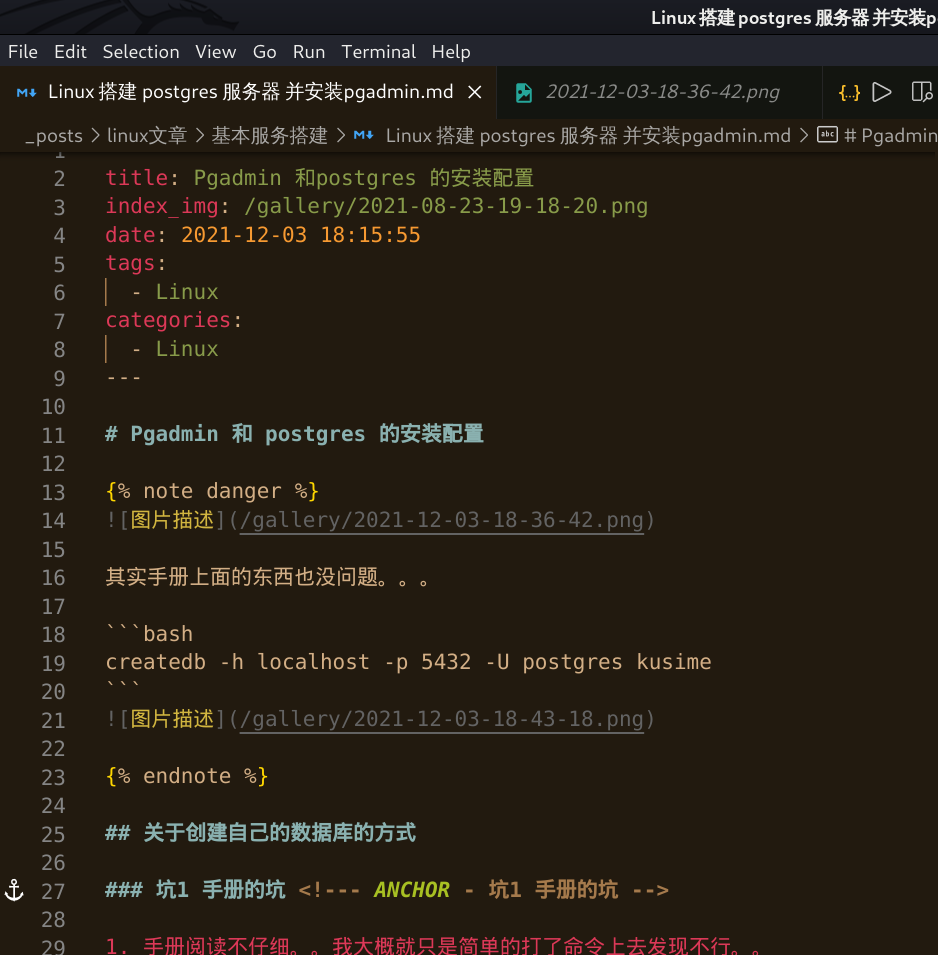 Linux 搭建 postgres 服务器 并安装p
File Edit Selection View Go Run Terminal Help
Linux 搭建 postgres 服务器 并安装pgadmin.md 2021-12-03-18-36-42.png
_posts > linux文章 > 基本服务搭建 > Linux 搭建 postgres 服务器 并安装pgadmin.md > abc # Pgadmin
1
2 title: Pgadmin 和postgres 的安装配置
3 index_img: /gallery/2021-08-23-19-18-20.png
4 date: 2021-12-03 18:15:55
5 tags:
6 - Linux
7 categories:
8 - Linux
9 ---
10
11 # Pgadmin 和 postgres 的安装配置
12
13 {% note danger %}
14 ![图片描述](/gallery/2021-12-03-18-36-42.png)
15
16 其实手册上面的东西也没问题。。。
17
18 ```bash
19 createdb -h localhost -p 5432 -U postgres kusime
20 ```
21 ![图片描述](/gallery/2021-12-03-18-43-18.png)
22
23 {% endnote %}
24
25 ## 关于创建自己的数据库的方式
26
27 ### 坑1 手册的坑 <!--- ANCHOR - 坑1 手册的坑 -->
28
29 1. 手册阅读不仔细。。我大概就只是简单的打了命令上去发现不行。。